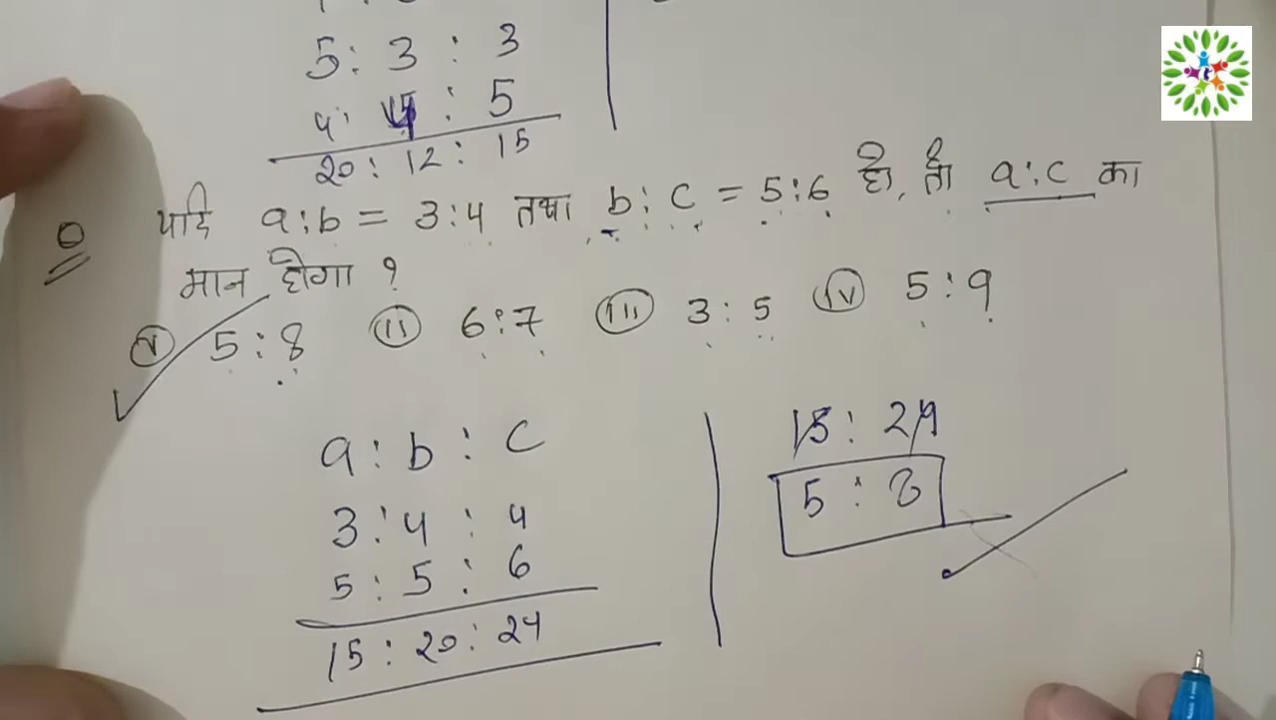 5 : 3 : 3
4 : 4 : 5
20 : 12 : 15
Q यदि a:b = 3:4 तथा b:c = 5:6 हो, तो a:c का
मान होगा ?
5:8 (ii) 6:7 (iii) 3:5 (iv) 5:9
a : b : c
3 : 4 : 4
5 : 5 : 6
15 : 20 : 24
15 : 24
5 : 8